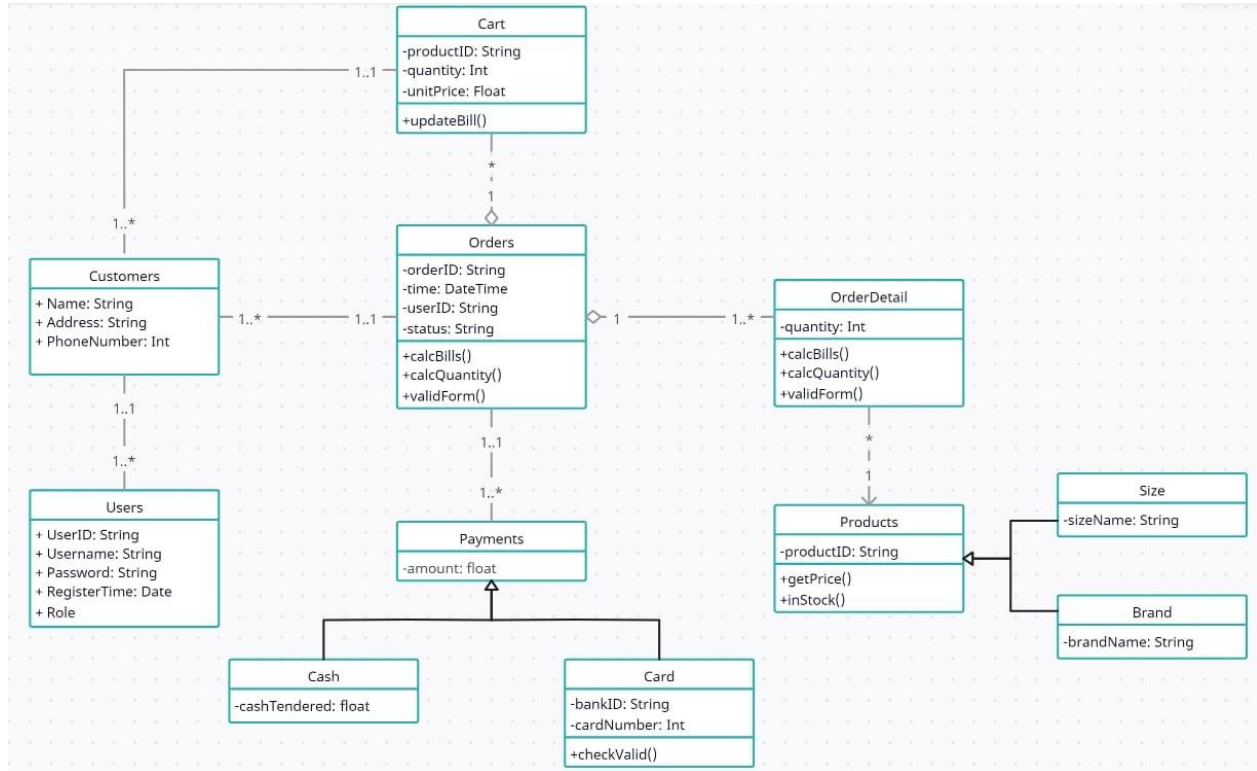 Cart
-productID: String
-quantity: Int
-unitPrice: Float
+updateBill()
1..1
*
1
1..*
Customers
+ Name: String
+ Address: String
+ PhoneNumber: Int
1..*
1..1
Orders
-orderID: String
-time: DateTime
-userID: String
-status: String
+calcBills()
+calcQuantity()
+validForm()
1
1..*
OrderDetail
-quantity: Int
+calcBills()
+calcQuantity()
+validForm()
1..1
1..*
Users
+ UserID: String
+ Username: String
+ Password: String
+ RegisterTime: Date
+ Role
1..1
1..*
Payments
-amount: float
*
1
Products
-productID: String
+getPrice()
+inStock()
Size
-sizeName: String
Brand
-brandName: String
Cash
-cashTendered: float
Card
-bankID: String
-cardNumber: Int
+checkValid()